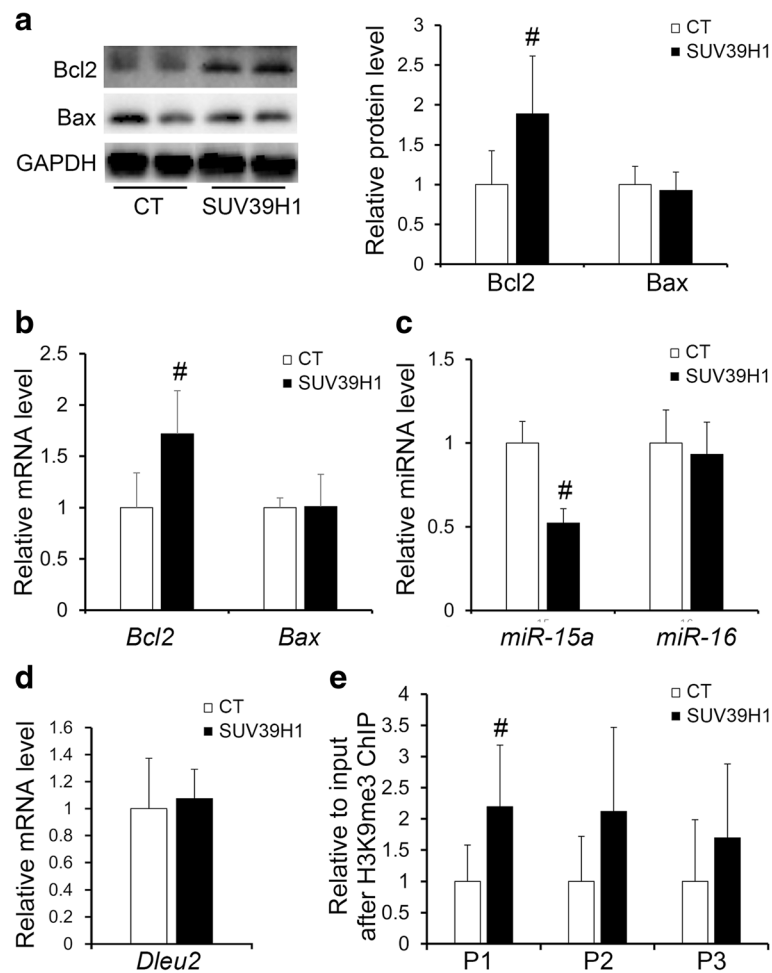 a
Bcl2
Bax
GAPDH
CT
SUV39H1
Relative protein level
3
2.5
2
1.5
1
0.5
0
#
CT
SUV39H1
Bcl2
Bax
b
Relative mRNA level
2.5
2
1.5
1
0.5
0
#
CT
SUV39H1
Bcl2
Bax
c
Relative miRNA level
1.5
1
0.5
0
#
CT
SUV39H1
miR-15a
miR-16
d
Relative mRNA level
1.6
1.4
1.2
1
0.8
0.6
0.4
0.2
0
CT
SUV39H1
Dleu2
e
Relative to input
after H3K9me3 ChIP
4
3.5
3
2.5
2
1.5
1
0.5
0
#
CT
SUV39H1
P1
P2
P3